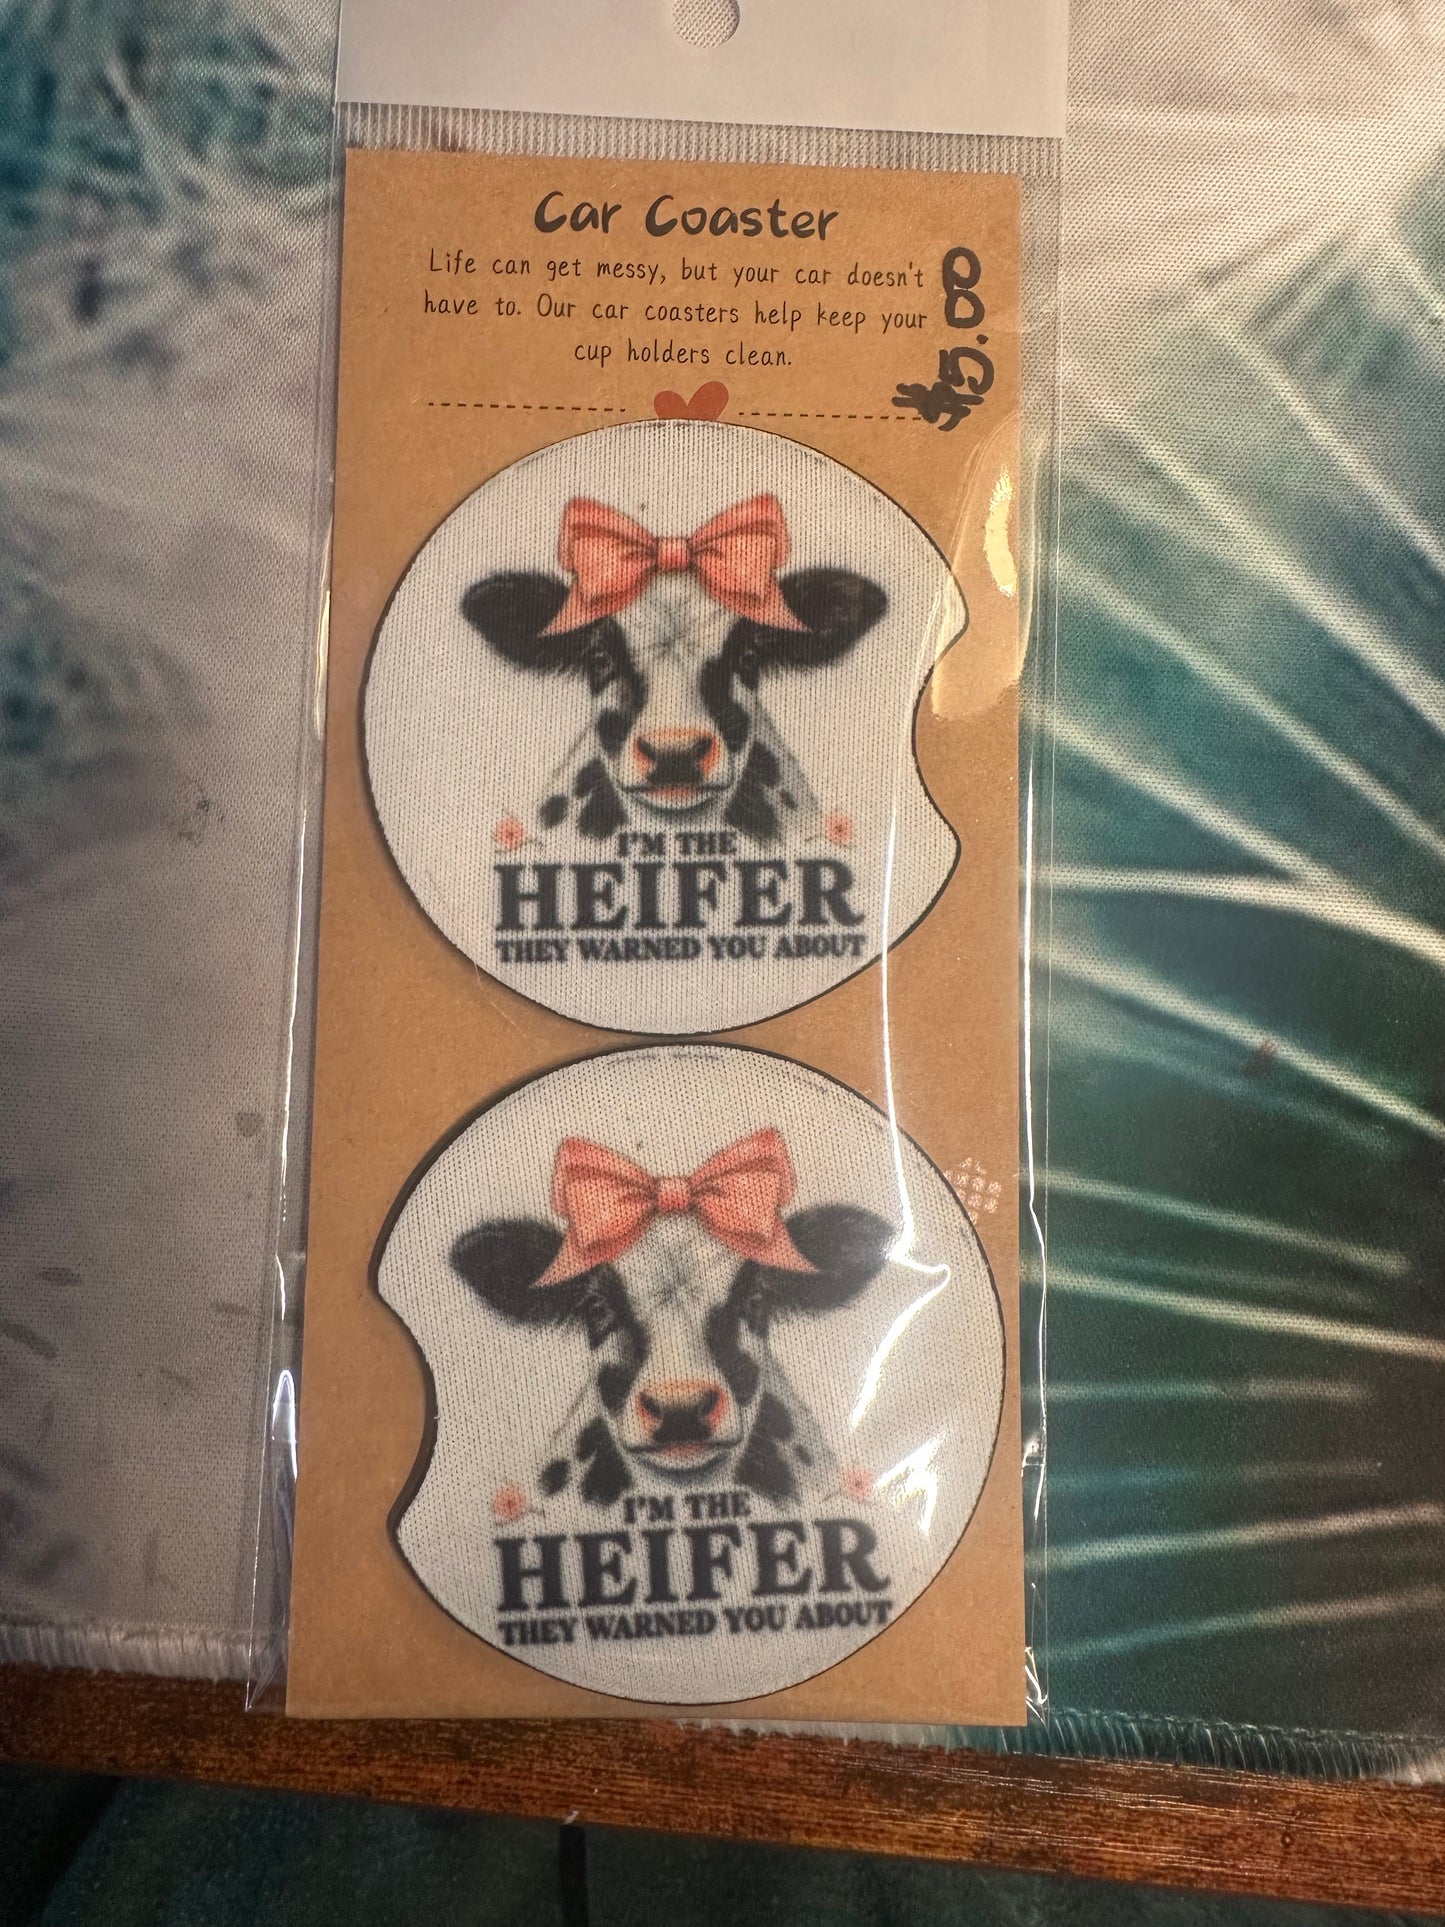 Car Coaster
Life can get messy, but your car doesn't
have to. Our car coasters help keep your
cup holders clean.
$5.00
I'M THE
HEIFER
THEY WARNED YOU ABOUT
I'M THE
HEIFER
THEY WARNED YOU ABOUT